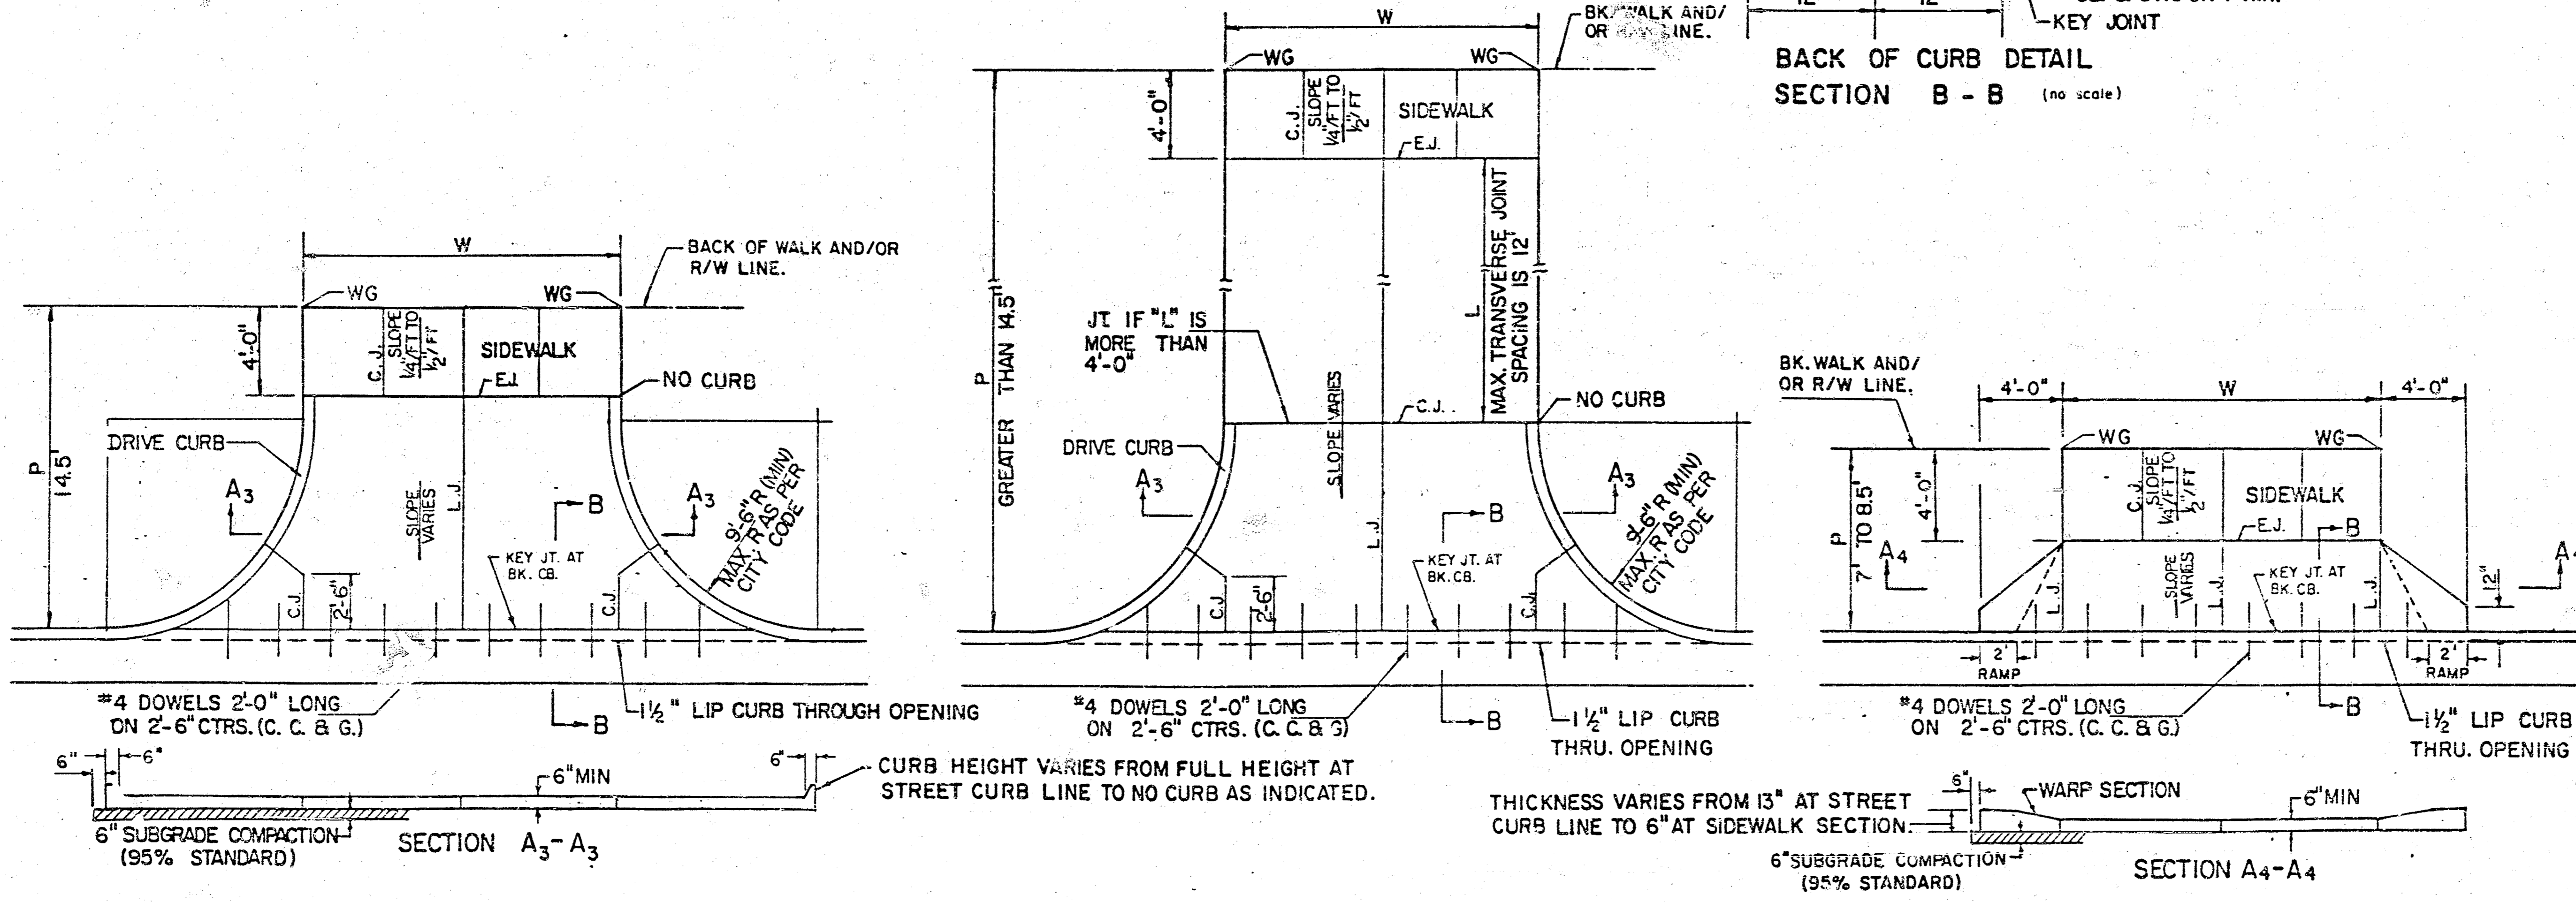 W
BACK OF WALK AND/OR
R/W LINE.
WG
WG
4'-0"
C.J.
SLOPE
1/4"/FT TO
1/2"/FT
SIDEWALK
E.J.
NO CURB
DRIVE CURB
P
14.5'
A3
A3
SLOPE
VARIES
L.J.
B
KEY JT. AT
BK. CB.
9'-6" R (MIN)
MAX. R AS PER
CITY CODE
C.J.
2'-6"
C.J.
#4 DOWELS 2'-0" LONG
ON 2'-6" CTRS. (C. C. & G.)
B
1 1/2" LIP CURB THROUGH OPENING
6"
6"
6" MIN
6"
CURB HEIGHT VARIES FROM FULL HEIGHT AT
STREET CURB LINE TO NO CURB AS INDICATED.
6" SUBGRADE COMPACTION
(95% STANDARD)
SECTION A3-A3
W
BK. WALK AND/
OR LINE.
WG
WG
4'-0"
C.J.
SLOPE
1/4"/FT TO
1/2"/FT
SIDEWALK
E.J.
P
GREATER THAN 14.5'
L
MAX. TRANSVERSE JOINT
SPACING IS 12'
JT. IF "L" IS
MORE THAN
4'-0"
SLOPE VARIES
C.J.
NO CURB
DRIVE CURB
A3
A3
B
L.J.
KEY JT. AT
BK. CB.
9'-6" R (MIN)
MAX. R AS PER
CITY CODE
C.J.
2'-6"
C.J.
#4 DOWELS 2'-0" LONG
ON 2'-6" CTRS. (C. C. & G)
B
1 1/2" LIP CURB
THRU. OPENING
12"
12"
KEY JOINT
BACK OF CURB DETAIL
SECTION B - B (no scale)
BK. WALK AND/
OR R/W LINE.
4'-0"
W
4'-0"
WG
WG
P
7' TO 8.5'
4'-0"
C.J.
SLOPE
1/4"/FT TO
1/2"/FT
SIDEWALK
E.J.
B
A4
L.J.
SLOPE
VARIES
L.J.
KEY JT. AT
BK. CB.
L.J.
12"
2'
RAMP
2'
RAMP
#4 DOWELS 2'-0" LONG
ON 2'-6" CTRS. (C. C. & G.)
B
1 1/2" LIP CURB
THRU. OPENING
THICKNESS VARIES FROM 13" AT STREET
CURB LINE TO 6" AT SIDEWALK SECTION.
6"
WARP SECTION
6" MIN
6" SUBGRADE COMPACTION
(95% STANDARD)
SECTION A4-A4